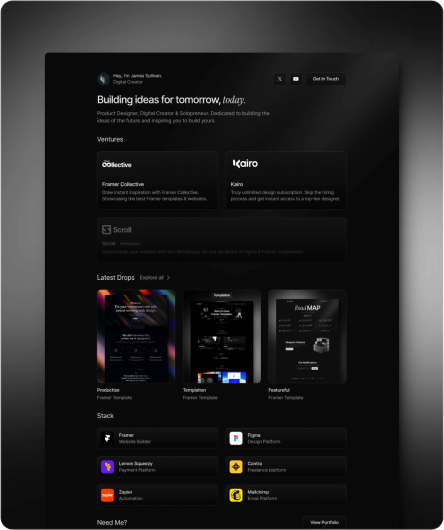 Hey, I'm James Sullivan
Digital Creator
Get In Touch
Building ideas for tomorrow, today.
Product Designer, Digital Creator & Solopreneur. Dedicated to building the
ideas of the future and inspiring you to build yours.
Ventures
Collective
Kairo
Framer Collective
Draw instant inspiration with Framer Collective.
Showcasing the best Framer templates & websites.
Kairo
Truly unlimited design subscription. Skip the hiring
process and get instant access to a top-tier designer.
Scroll
Scroll
Latest Drops
Explore all
Templetion
Road MAP
Productize
Framer Template
Templetion
Framer Template
Featureful
Framer Template
Stack
Framer
Website Builder
Figma
Design Platform
Lemon Squeezy
Payment Platform
Contra
Freelance platform
Zapier
Automation
Mailchimp
Email Platform
Need Me?
View Portfolio